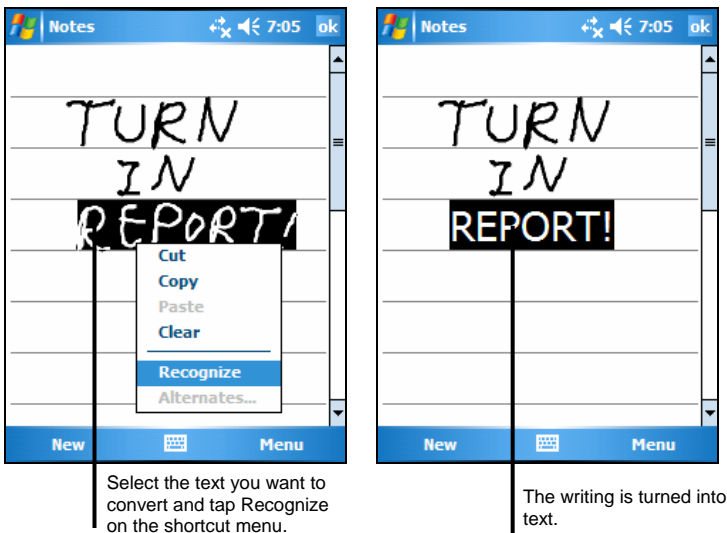 Notes 7:05 ok
TURN
IN
REPORT!
Cut
Copy
Paste
Clear
Recognize
Alternates...
New Menu
Select the text you want to
convert and tap Recognize
on the shortcut menu.
Notes 7:05 ok
TURN
IN
REPORT!
New Menu
The writing is turned into
text.